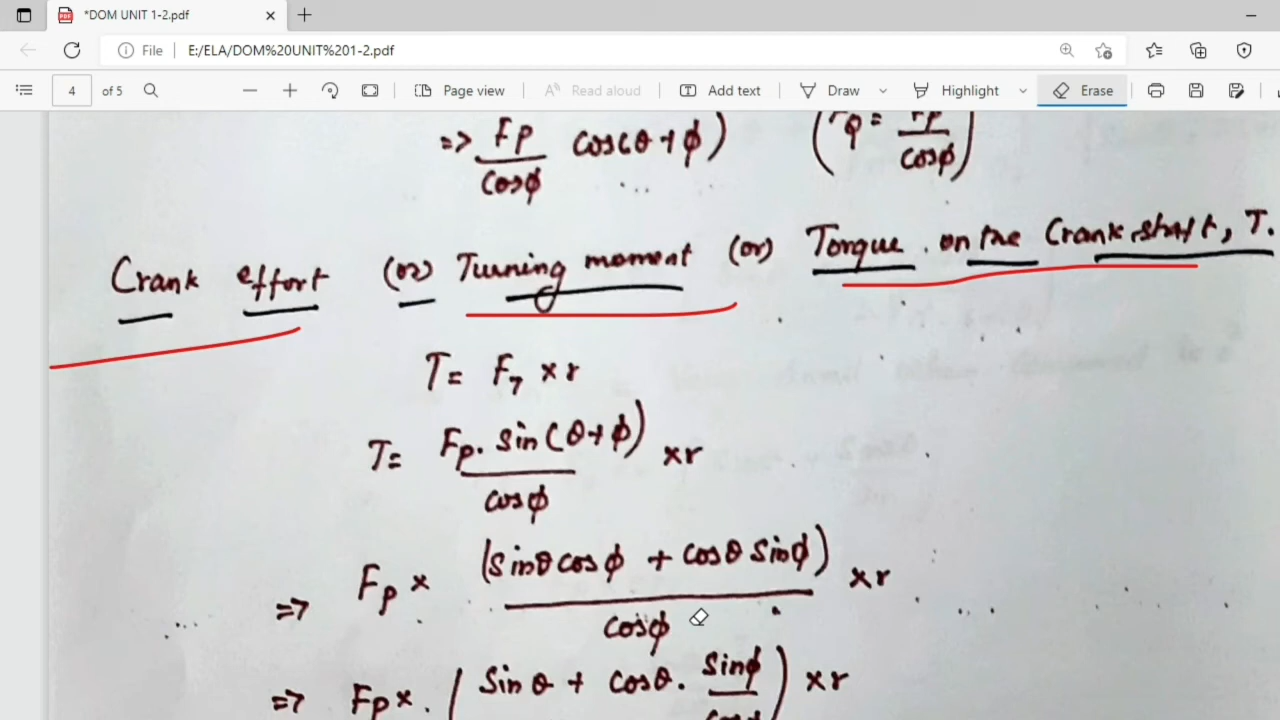 *DOM UNIT 1-2.pdf
File E:/ELA/DOM%20UNIT%201-2.pdf
4 of 5 Page view Read aloud Add text Draw Highlight Erase
=> Fp/cosϕ cos(θ+ϕ) (FQ = Fp/cosϕ)
Crank effort (or) Turning moment (or) Torque on the Crank shaft, T.
T = F_T × r
T = Fp. sin(θ+ϕ)/cosϕ × r
=> Fp × (sinθ cosϕ + cosθ sinϕ)/cosϕ × r
=> Fp × (sinθ + cosθ. sinϕ/cosϕ) × r